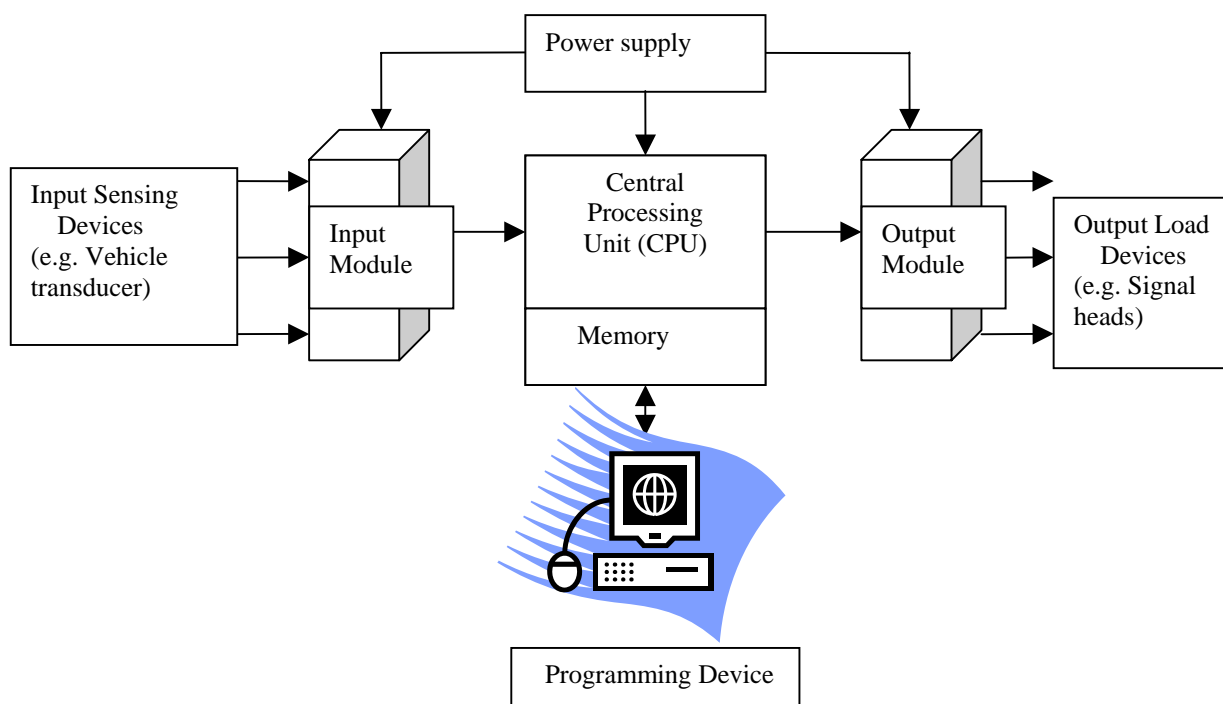 Power supply
Input Sensing
Devices
(e.g. Vehicle
transducer)
Input
Module
Central
Processing
Unit (CPU)
Memory
Output
Module
Output Load
Devices
(e.g. Signal
heads)
Programming Device